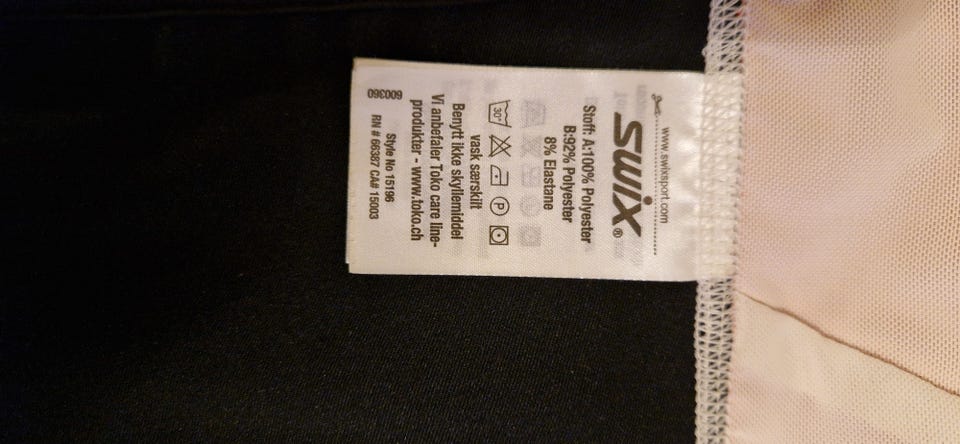 www.swixsport.com
SWIX®
Stoff: A:100% Polyester
B:92% Polyester
8% Elastane
30°
P
vask særskilt
Benytt ikke skyllemiddel
Vi anbefaler Toko care line-
produkter - www.toko.ch
Style No 15196
RN # 66387 CA# 15003
600360